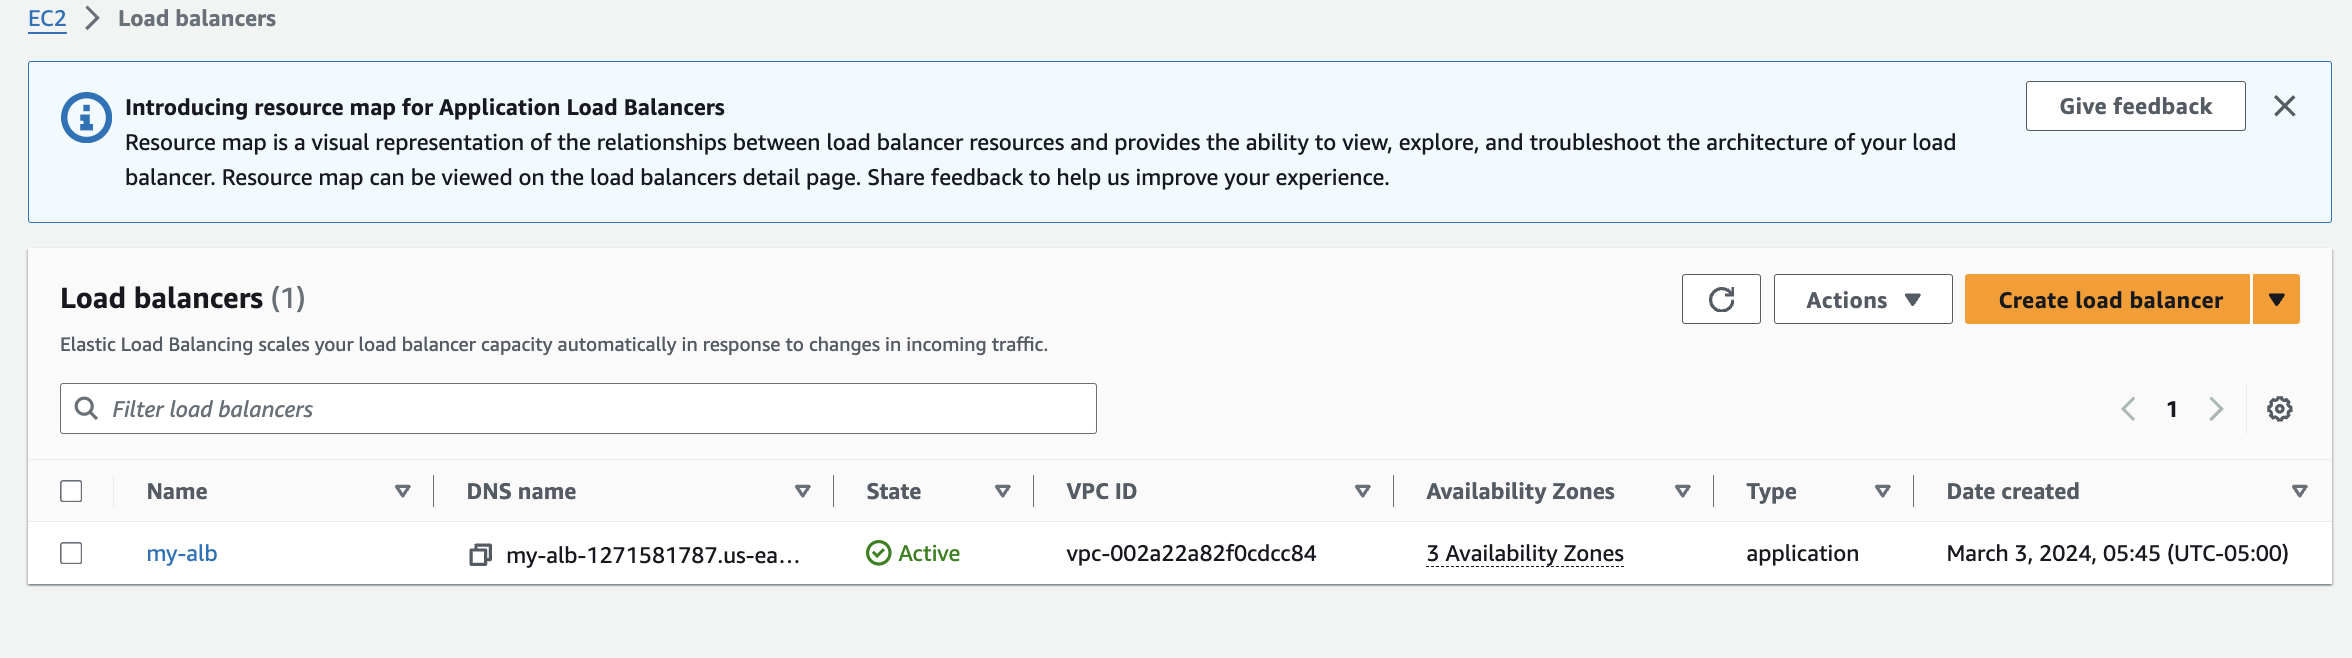 EC2 > Load balancers
Introducing resource map for Application Load Balancers
Give feedback
Resource map is a visual representation of the relationships between load balancer resources and provides the ability to view, explore, and troubleshoot the architecture of your load
balancer. Resource map can be viewed on the load balancers detail page. Share feedback to help us improve your experience.
Load balancers (1)
Actions
Create load balancer
Elastic Load Balancing scales your load balancer capacity automatically in response to changes in incoming traffic.
Filter load balancers
1
Name DNS name State VPC ID Availability Zones Type Date created
my-alb my-alb-1271581787.us-ea... Active vpc-002a22a82f0cdcc84 3 Availability Zones application March 3, 2024, 05:45 (UTC-05:00)